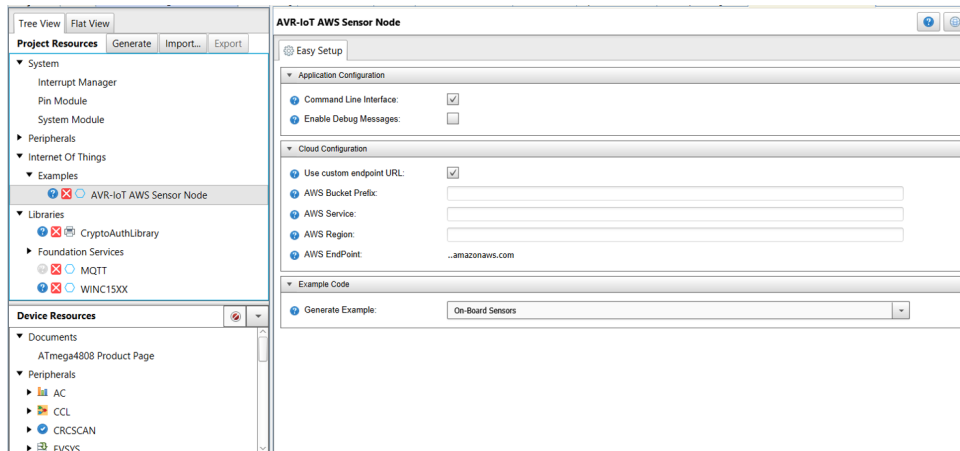 Tree View Flat View
Project Resources Generate Import... Export
System
Interrupt Manager
Pin Module
System Module
Peripherals
Internet Of Things
Examples
AVR-IoT AWS Sensor Node
Libraries
CryptoAuthLibrary
Foundation Services
MQTT
WINC15XX
Device Resources
Documents
ATmega4808 Product Page
Peripherals
AC
CCL
CRCSCAN
EVSYS
AVR-IoT AWS Sensor Node
Easy Setup
Application Configuration
Command Line Interface:
Enable Debug Messages:
Cloud Configuration
Use custom endpoint URL:
AWS Bucket Prefix:
AWS Service:
AWS Region:
AWS EndPoint: ..amazonaws.com
Example Code
Generate Example: On-Board Sensors